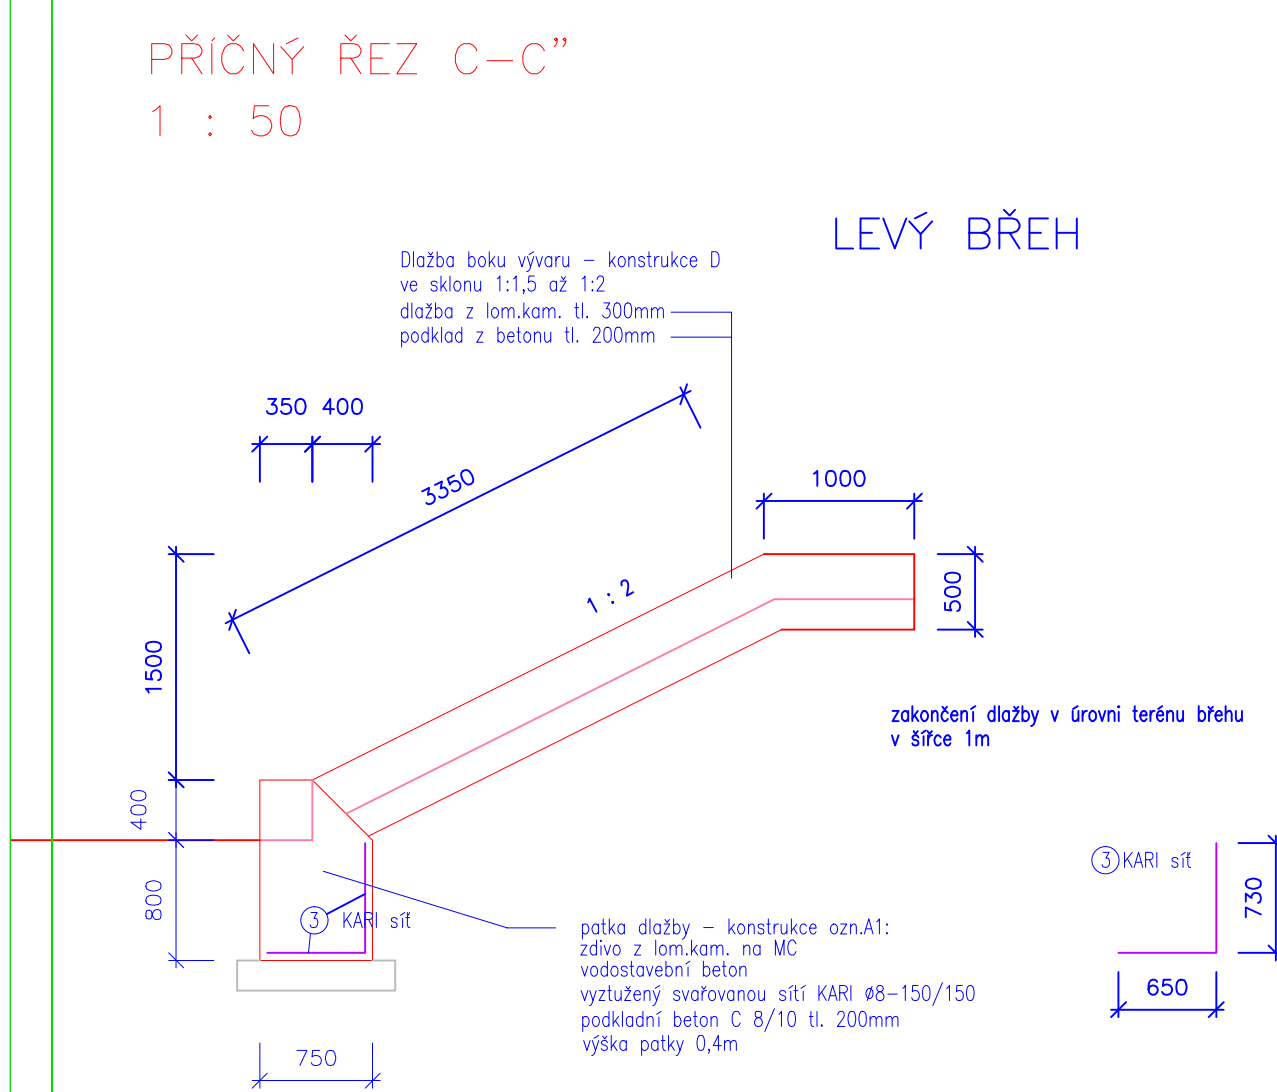 PŘÍČNÝ ŘEZ C-C”
1 : 50
LEVÝ BŘEH
Dlažba boku vývaru – konstrukce D
ve sklonu 1:1,5 až 1:2
dlažba z lom.kam. tl. 300mm
podklad z betonu tl. 200mm
350 400
3350
1000
1 : 2
500
1500
zakončení dlažby v úrovni terénu břehu
v šířce 1m
400
3 KARI síť
730
800
3 KARI síť
patka dlažby – konstrukce ozn.A1:
zdivo z lom.kam. na MC
vodostavební beton
vyztužený svařovanou sítí KARI ø8–150/150
podkladní beton C 8/10 tl. 200mm
výška patky 0,4m
650
750